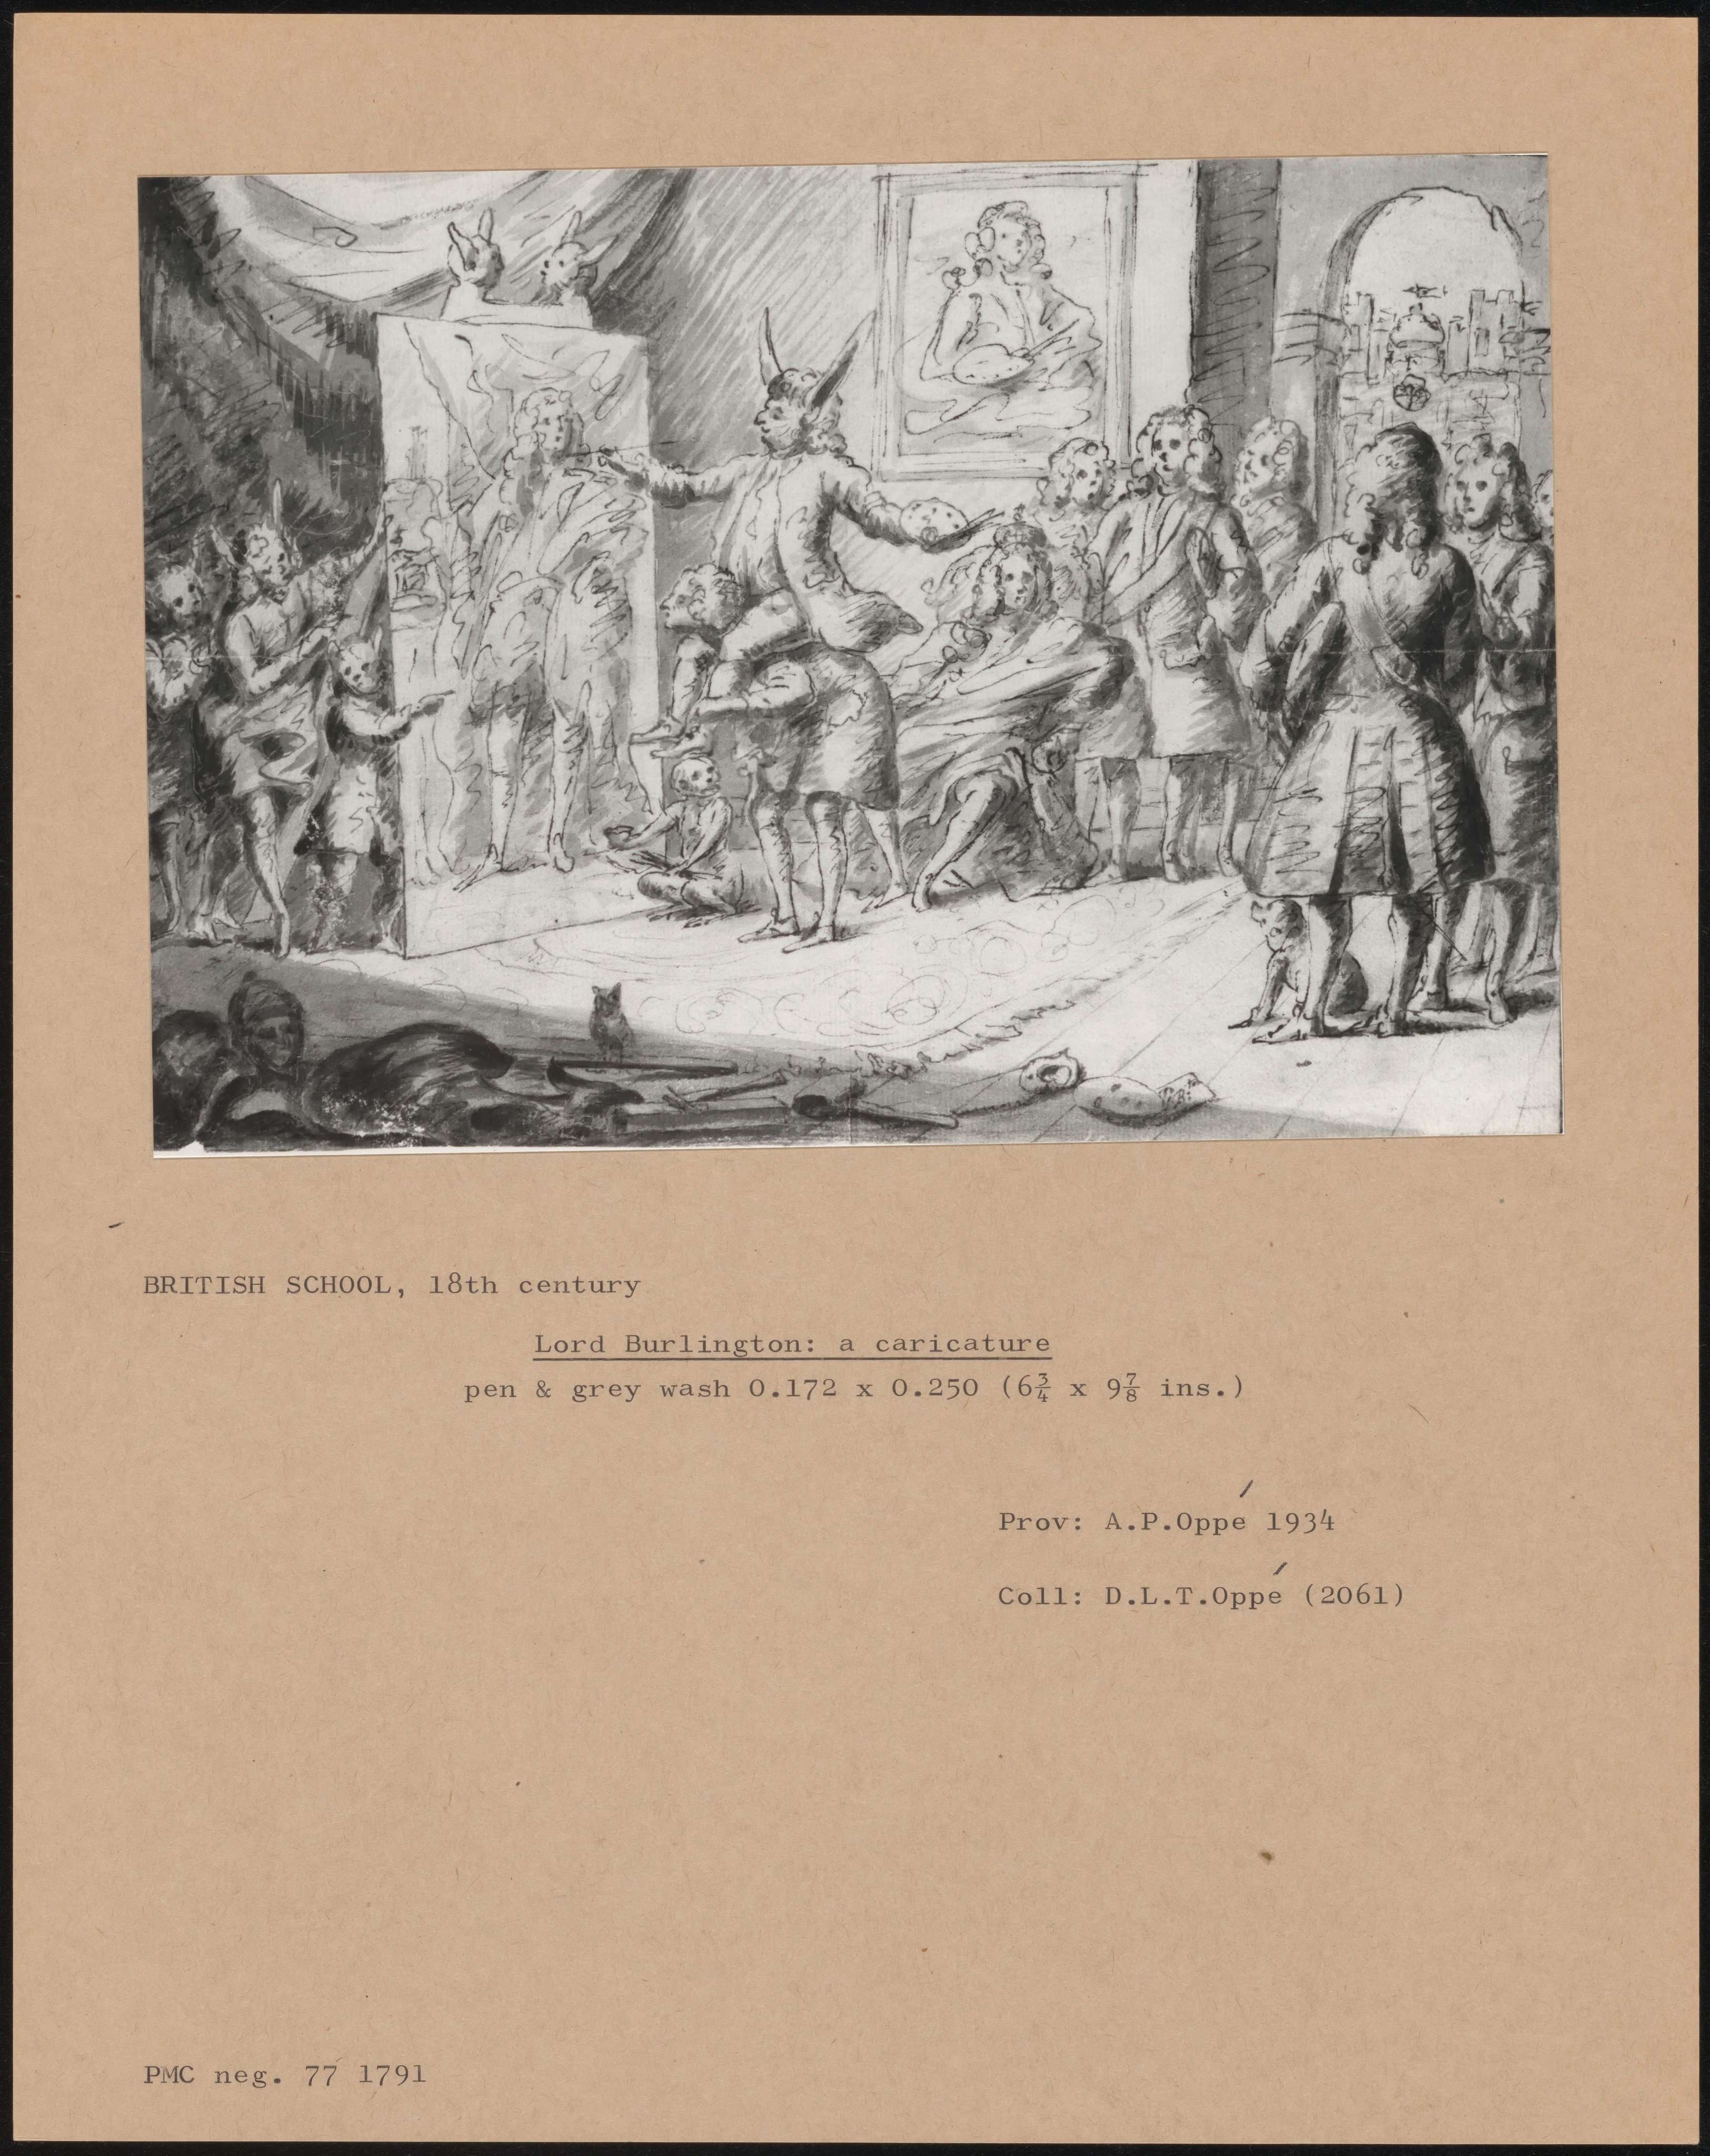 BRITISH SCHOOL, 18th century
Lord Burlington: a caricature
pen & grey wash 0.172 x 0.250 (6¾ x 9⅞ ins.)
Prov: A.P.Oppé 1934
Coll: D.L.T.Oppé (2061)
PMC neg. 77 1791